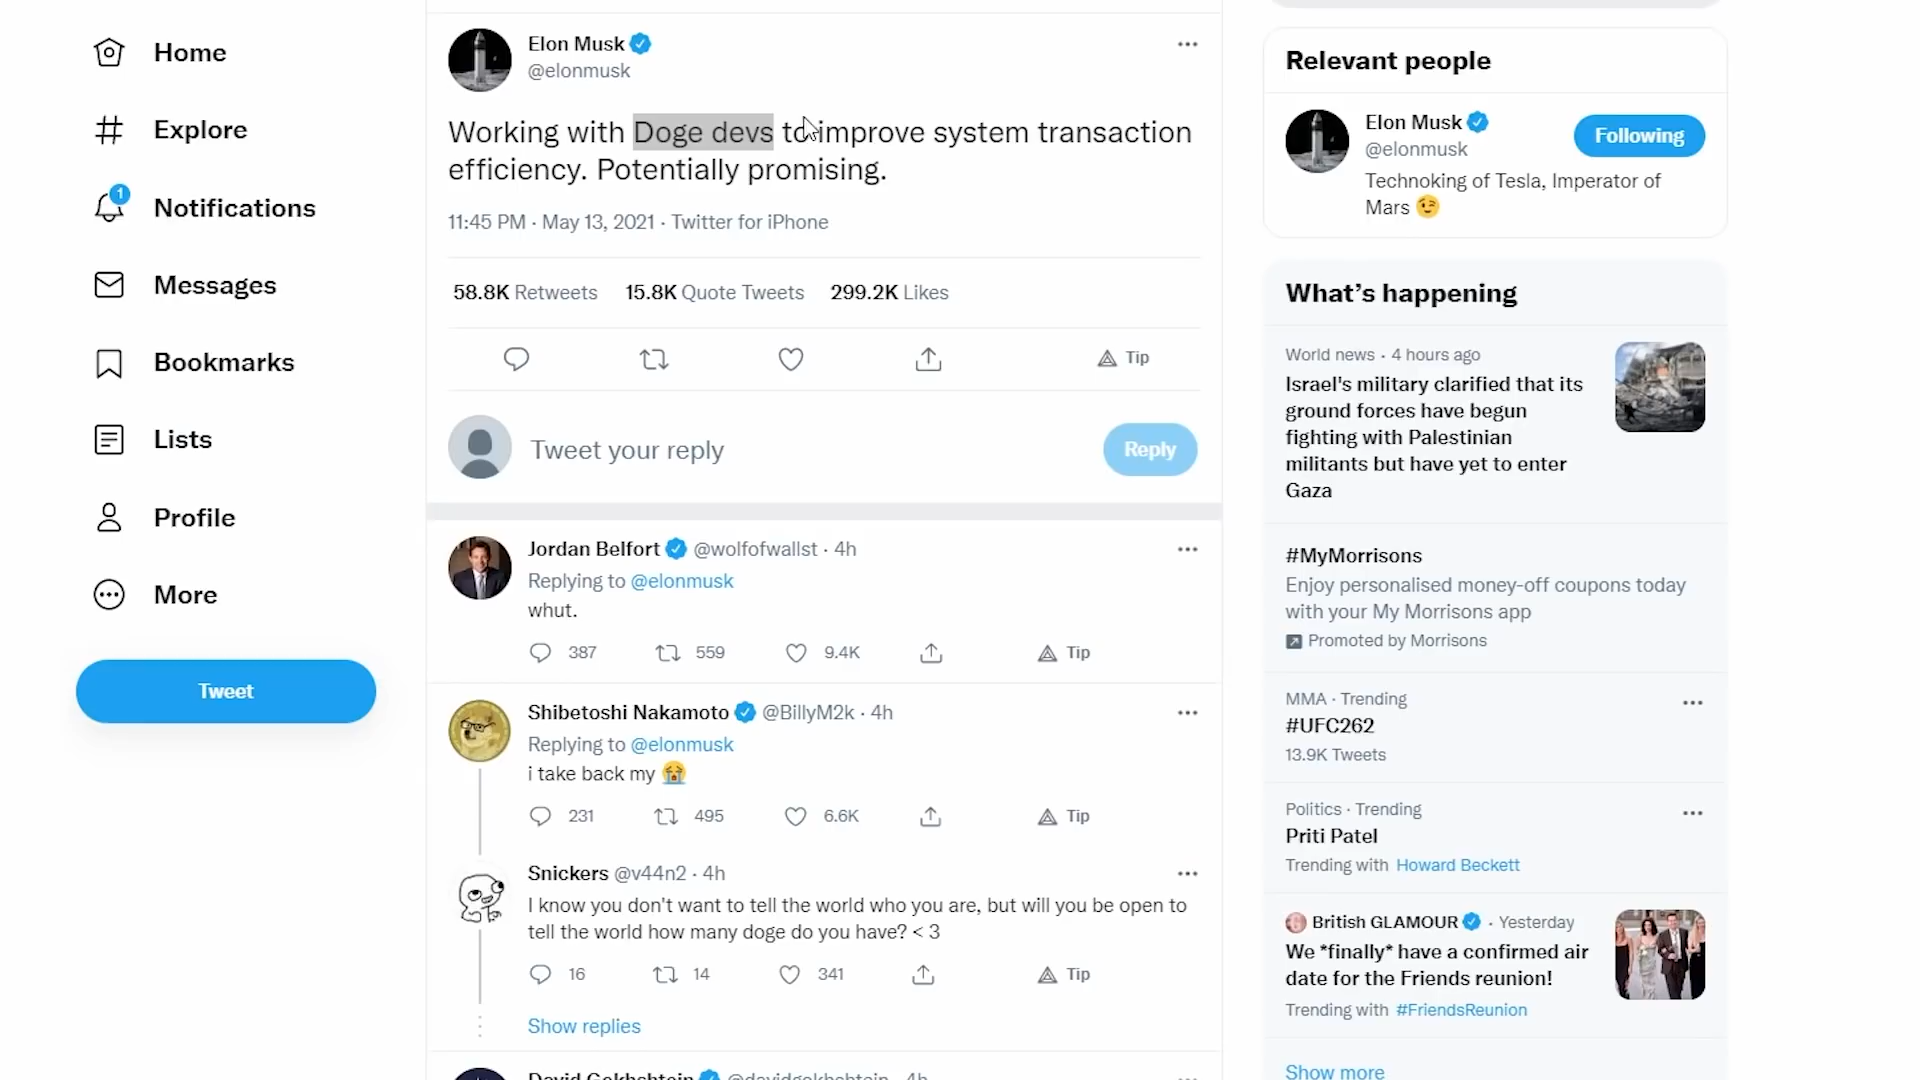 Home
Explore
1
Notifications
Messages
Bookmarks
Lists
Profile
More
Tweet
Elon Musk
@elonmusk
Working with Doge devs to improve system transaction
efficiency. Potentially promising.
11:45 PM · May 13, 2021 · Twitter for iPhone
58.8K Retweets 15.8K Quote Tweets 299.2K Likes
Tip
Tweet your reply
Reply
Jordan Belfort @wolfofwallst · 4h
Replying to @elonmusk
whut.
387 559 9.4K Tip
Shibetoshi Nakamoto @BillyM2k · 4h
Replying to @elonmusk
i take back my 😭
231 495 6.6K Tip
Snickers @v44n2 · 4h
I know you don't want to tell the world who you are, but will you be open to
tell the world how many doge do you have? < 3
16 14 341 Tip
Show replies
David Gokhshtein @davidgokhshtein · 4h
Relevant people
Elon Musk
@elonmusk
Following
Technoking of Tesla, Imperator of
Mars 😉
What's happening
World news · 4 hours ago
Israel's military clarified that its
ground forces have begun
fighting with Palestinian
militants but have yet to enter
Gaza
#MyMorrisons
Enjoy personalised money-off coupons today
with your My Morrisons app
Promoted by Morrisons
MMA · Trending
#UFC262
13.9K Tweets
Politics · Trending
Priti Patel
Trending with Howard Beckett
British GLAMOUR · Yesterday
We *finally* have a confirmed air
date for the Friends reunion!
Trending with #FriendsReunion
Show more